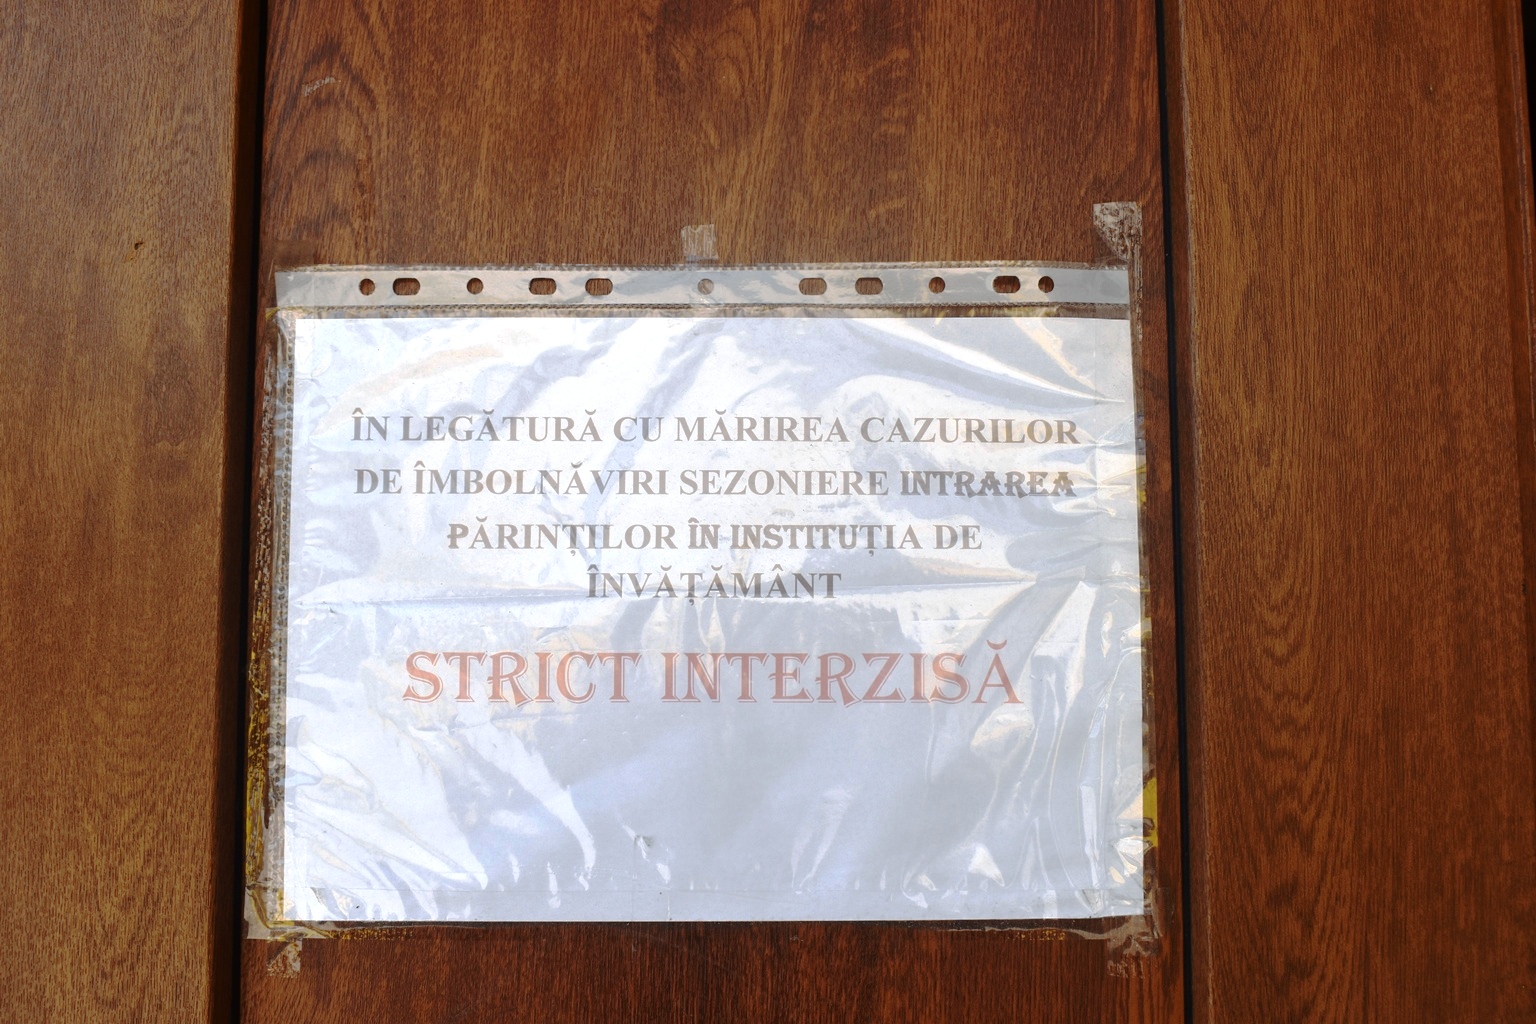 ÎN LEGĂTURĂ CU MĂRIREA CAZURILOR
DE ÎMBOLNĂVIRI SEZONIERE INTRAREA
PĂRINȚILOR ÎN INSTITUȚIA DE
ÎNVĂȚĂMÂNT
STRICT INTERZISĂ